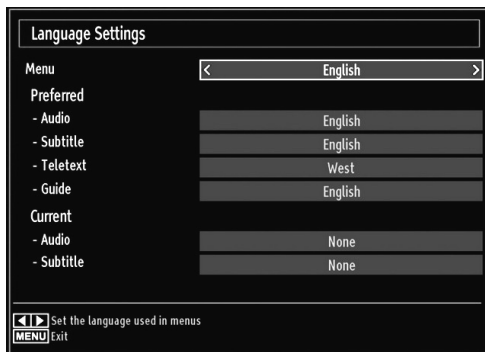 Language Settings
Menu < English >
Preferred
- Audio English
- Subtitle English
- Teletext West
- Guide English
Current
- Audio None
- Subtitle None
Set the language used in menus
MENU Exit